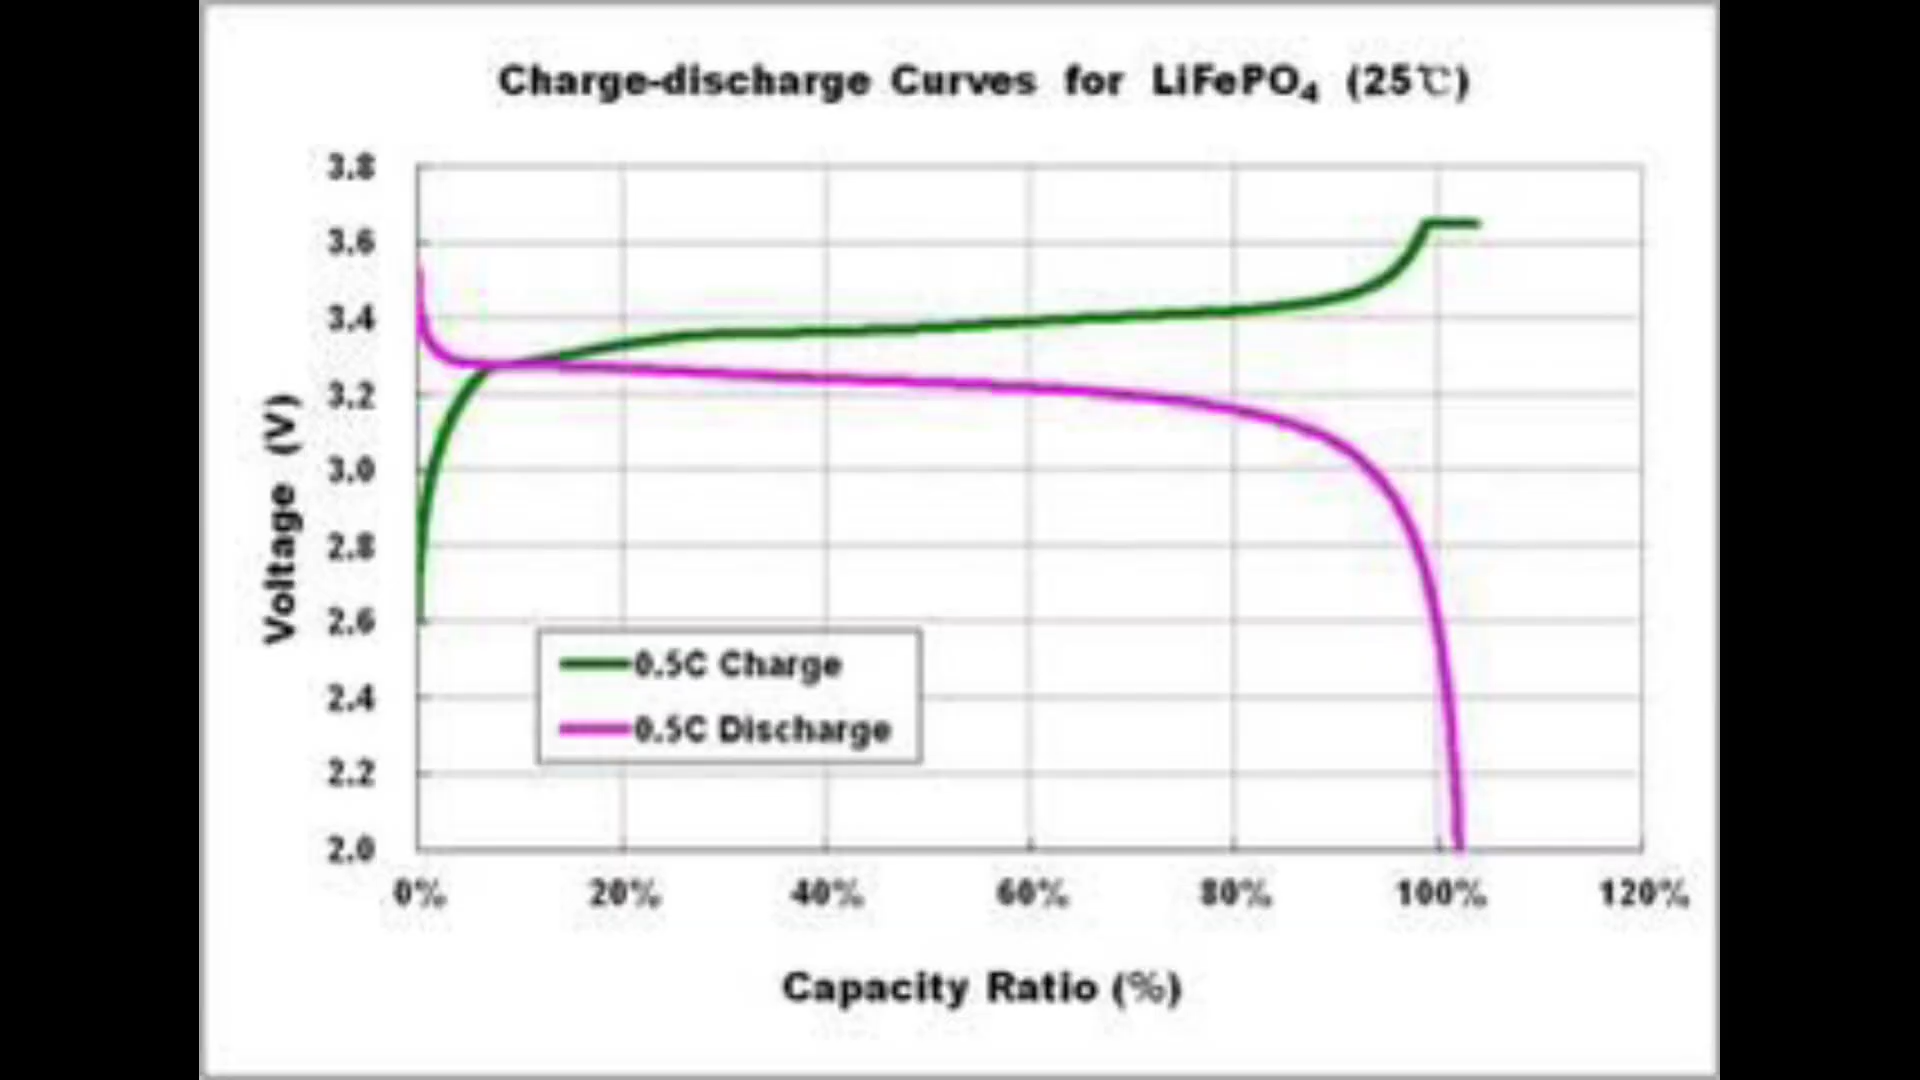 Charge-discharge Curves for LiFePO₄ (25℃)
3.8
3.6
3.4
3.2
3.0
2.8
2.6
2.4
2.2
2.0
Voltage (V)
0.5C Charge
0.5C Discharge
0% 20% 40% 60% 80% 100% 120%
Capacity Ratio (%)